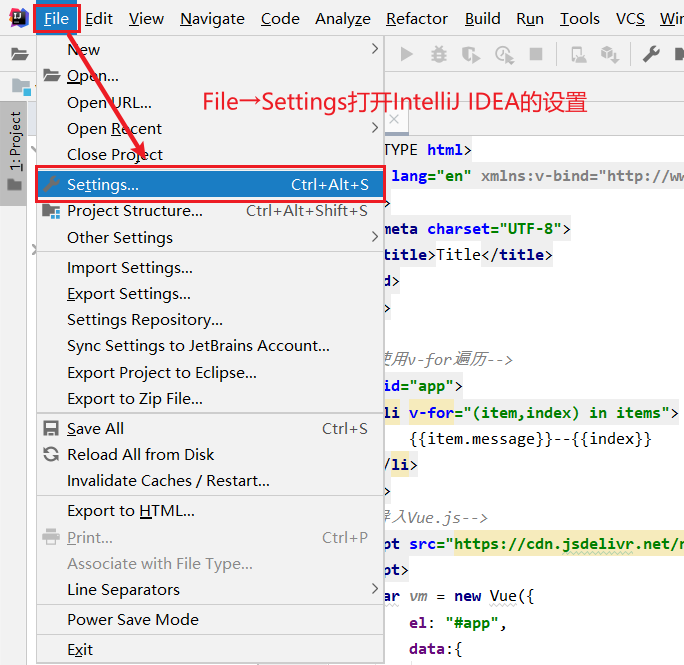 File Edit View Navigate Code Analyze Refactor Build Run Tools VCS
1: Project
File→Settings打开IntelliJ IDEA的设置
New
Open...
Open URL...
Open Recent
Close Project
Settings... Ctrl+Alt+S
Project Structure... Ctrl+Alt+Shift+S
Other Settings
Import Settings...
Export Settings...
Settings Repository...
Sync Settings to JetBrains Account...
Export Project to Eclipse...
Export to Zip File...
Save All Ctrl+S
Reload All from Disk
Invalidate Caches / Restart...
Export to HTML...
Print... Ctrl+P
Associate with File Type...
Line Separators
Power Save Mode
Exit
TYPE html>
lang="en" xmlns:v-bind="http://ww
>
meta charset="UTF-8">
title>Title</title>
d>
>
使用v-for遍历-->
id="app">
li v-for="(item,index) in items">
{{item.message}}--{{index}}
/li>
>
导入Vue.js-->
pt src="https://cdn.jsdelivr.net/n
pt>
ar vm = new Vue({
el: "#app",
data:{